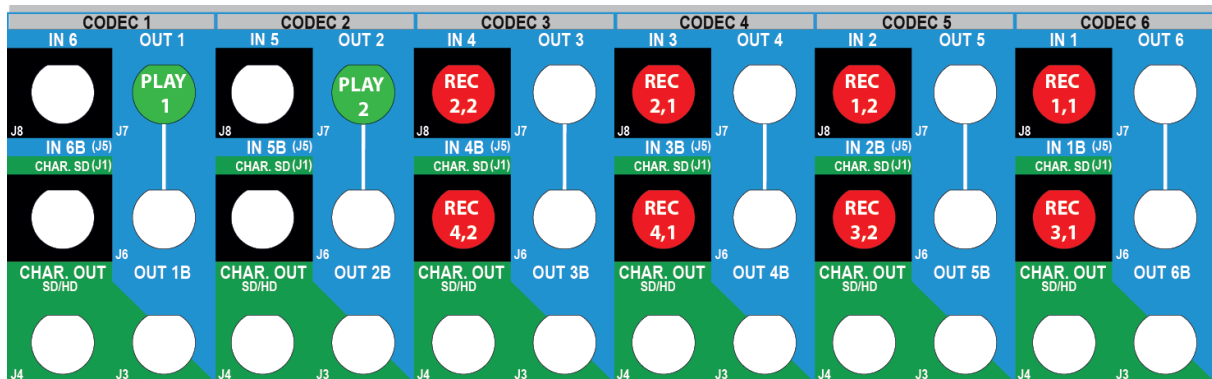 CODEC 1 CODEC 2 CODEC 3 CODEC 4 CODEC 5 CODEC 6
IN 6 OUT 1 IN 5 OUT 2 IN 4 OUT 3 IN 3 OUT 4 IN 2 OUT 5 IN 1 OUT 6
PLAY PLAY REC REC REC REC
1 2 2,2 2,1 1,2 1,1
J8 J7 J8 J7 J8 J7 J8 J7 J8 J7 J8 J7
IN 6B (J5) IN 5B (J5) IN 4B (J5) IN 3B (J5) IN 2B (J5) IN 1B (J5)
CHAR. SD (J1) CHAR. SD (J1) CHAR. SD (J1) CHAR. SD (J1) CHAR. SD (J1) CHAR. SD (J1)
REC REC REC REC
4,2 4,1 3,2 3,1
J6 J6 J6 J6 J6 J6
CHAR. OUT OUT 1B CHAR. OUT OUT 2B CHAR. OUT OUT 3B CHAR. OUT OUT 4B CHAR. OUT OUT 5B CHAR. OUT OUT 6B
SD/HD SD/HD SD/HD SD/HD SD/HD SD/HD
J4 J3 J4 J3 J4 J3 J4 J3 J4 J3 J4 J3